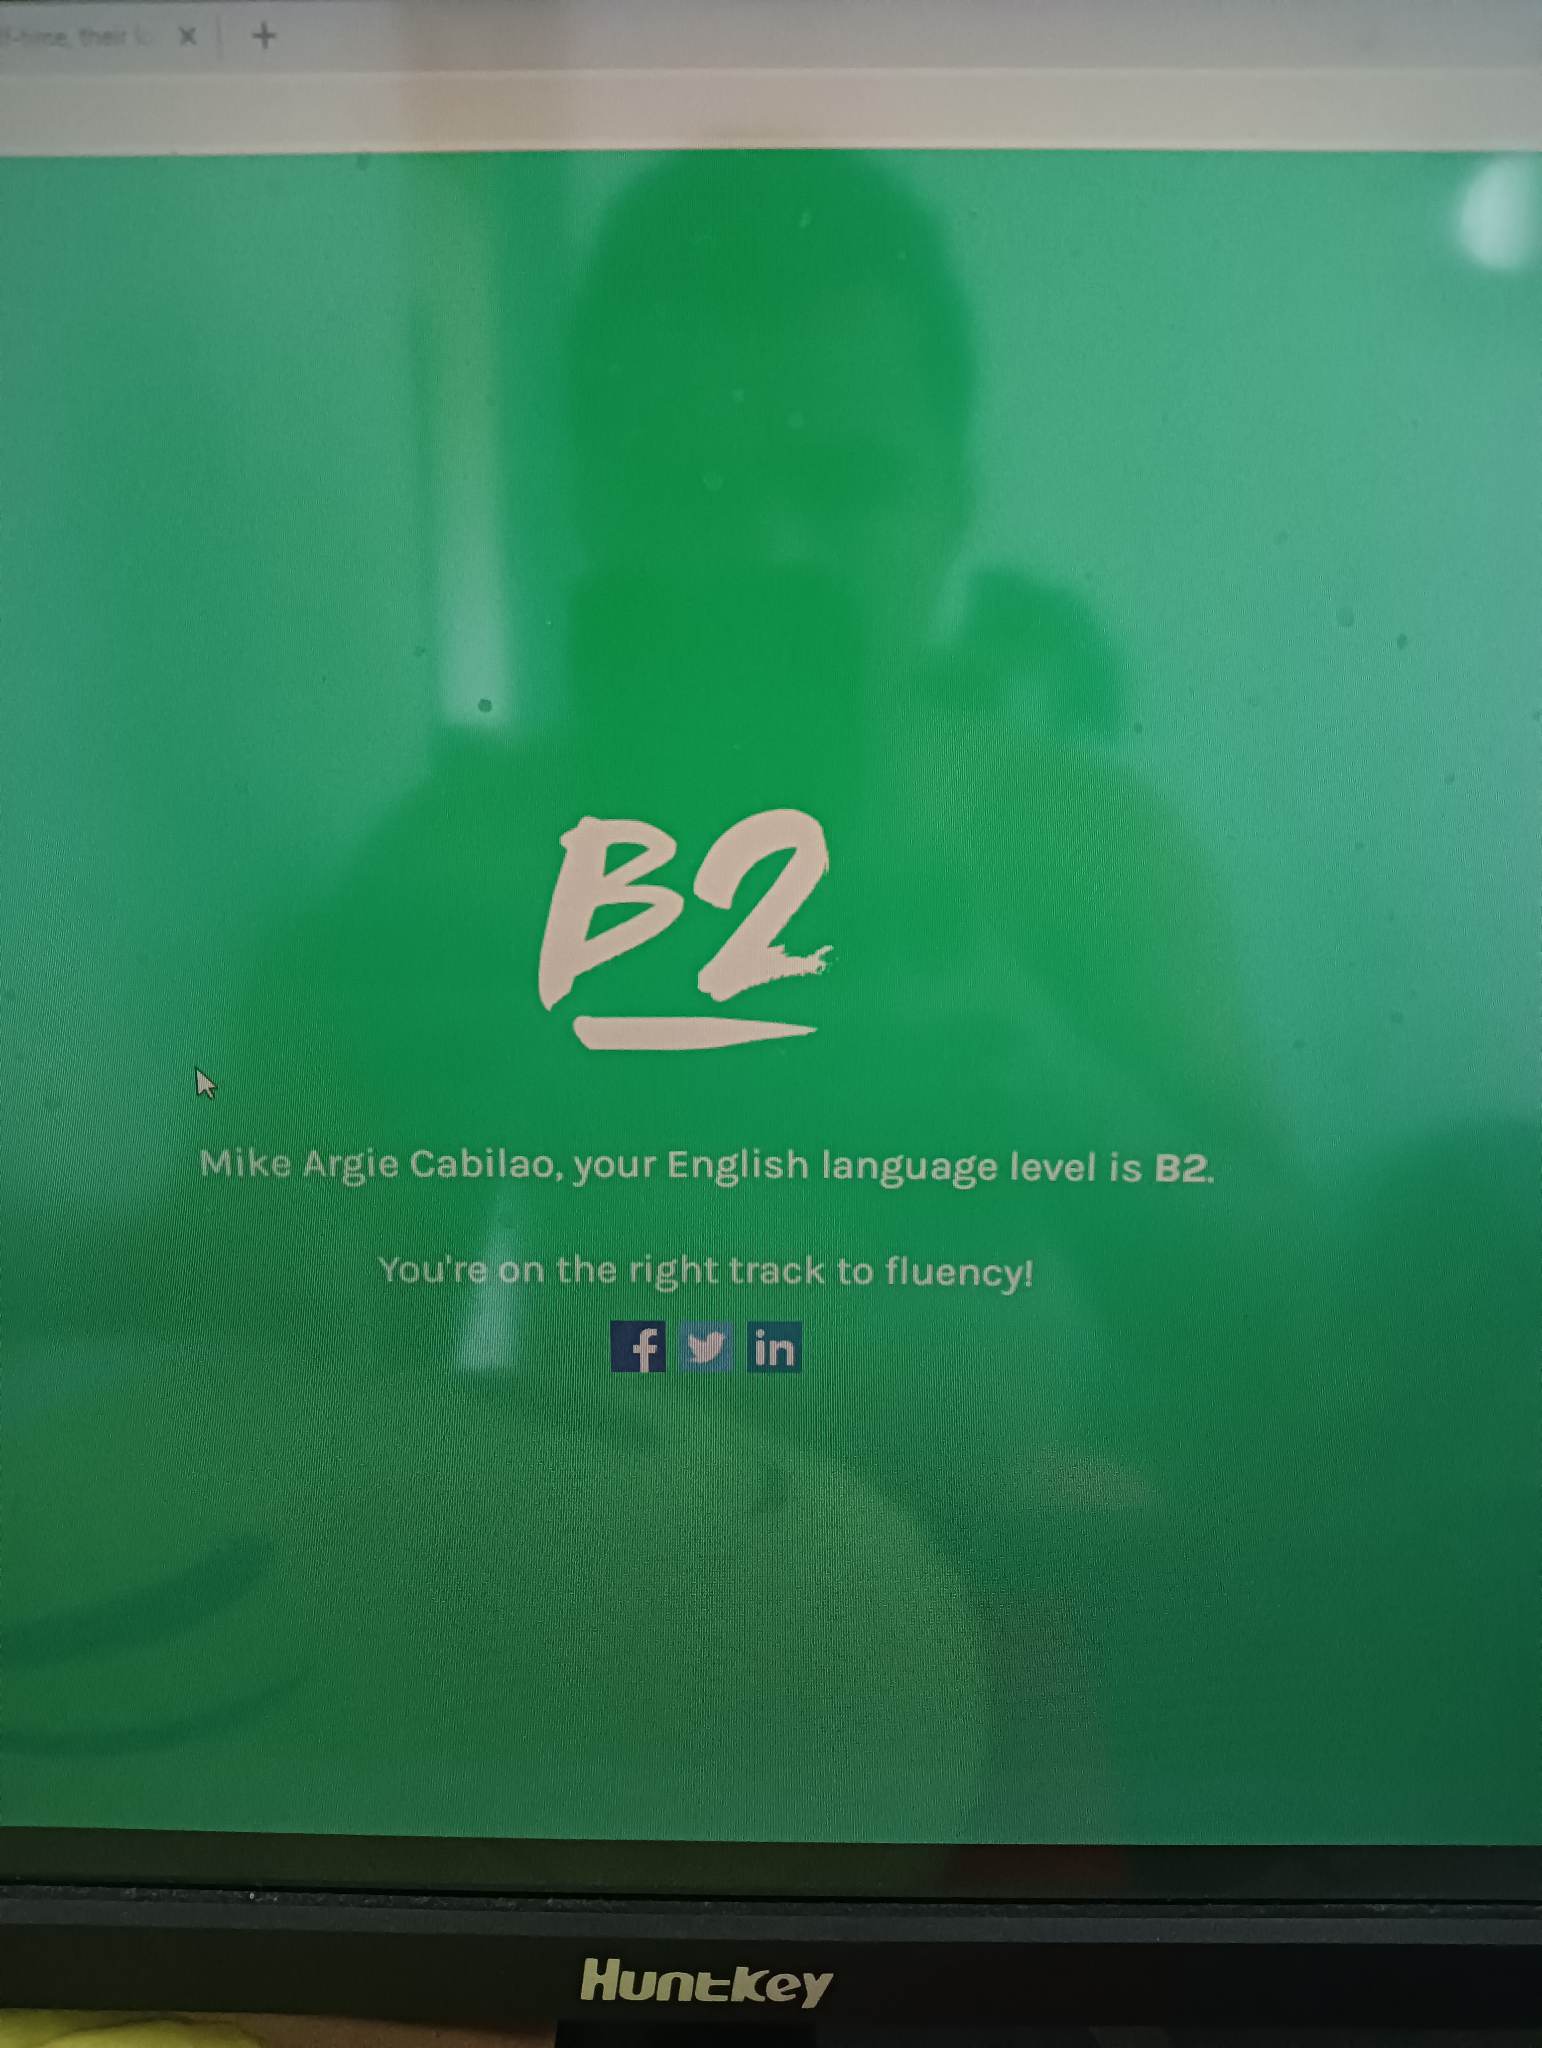 their
B2
Mike Argie Cabilao, your English language level is B2.
You're on the right track to fluency!
f
in
Huntkey